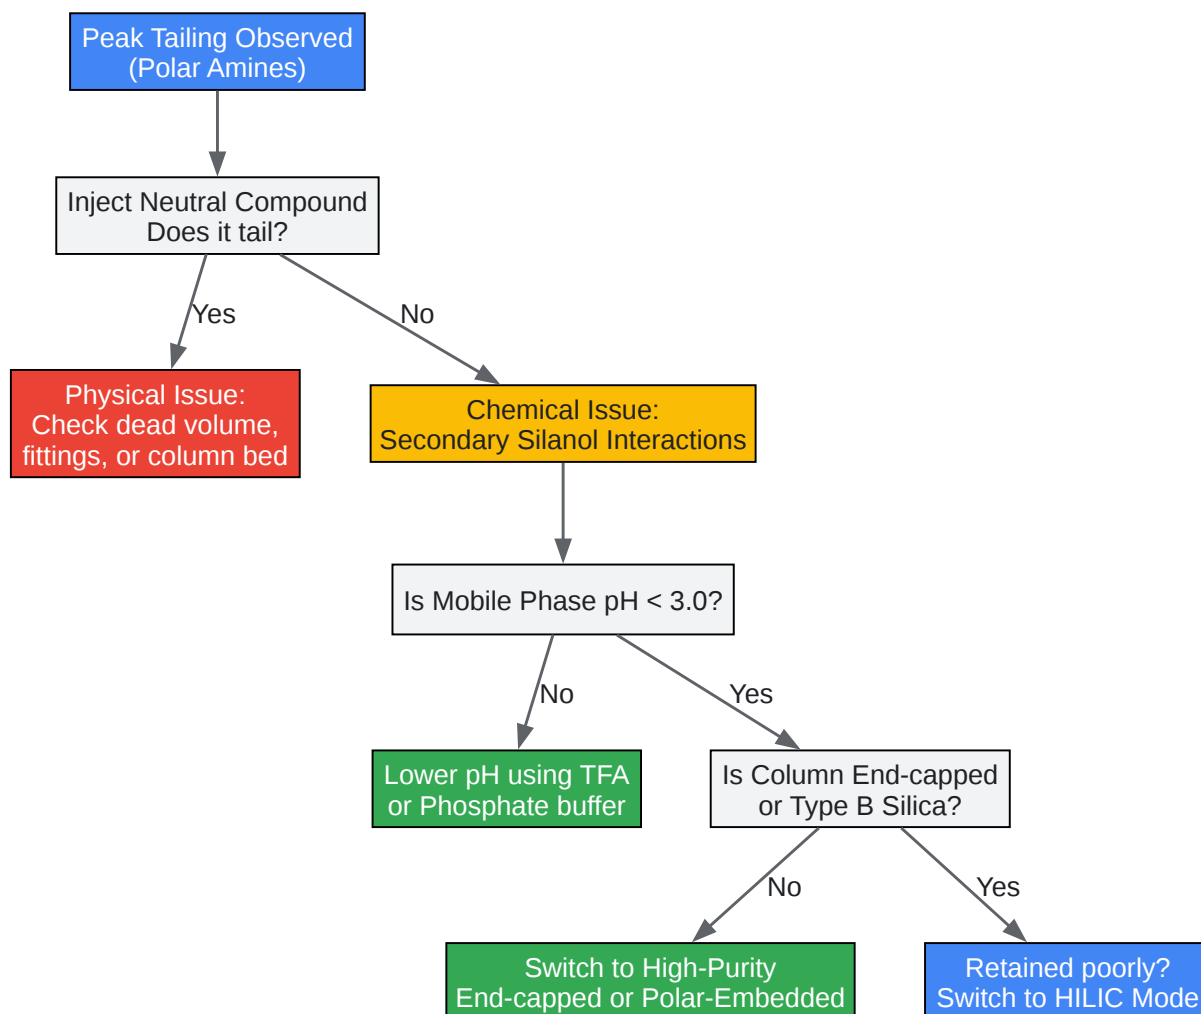 Peak Tailing Observed
(Polar Amines)
Inject Neutral Compound
Does it tail?
Yes
No
Physical Issue:
Check dead volume,
fittings, or column bed
Chemical Issue:
Secondary Silanol Interactions
Is Mobile Phase pH < 3.0?
No
Yes
Lower pH using TFA
or Phosphate buffer
Is Column End-capped
or Type B Silica?
No
Yes
Switch to High-Purity
End-capped or Polar-Embedded
Retained poorly?
Switch to HILIC Mode